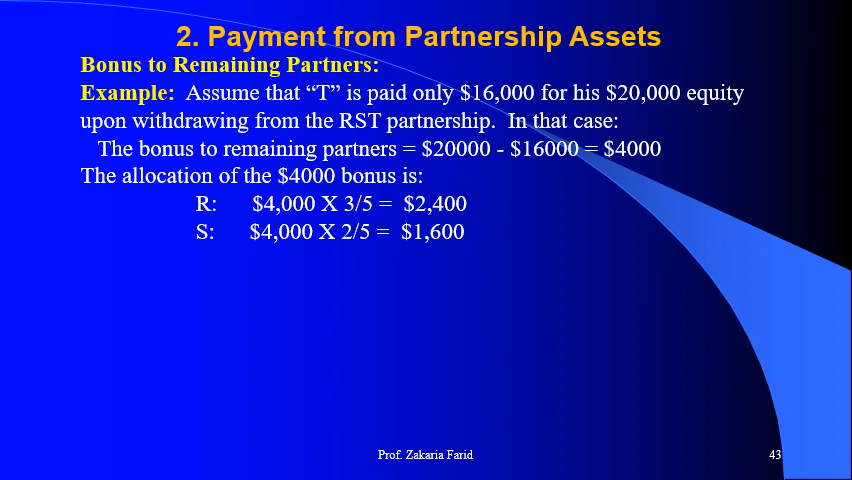 2. Payment from Partnership Assets
Bonus to Remaining Partners:
Example:  Assume that “T” is paid only $16,000 for his $20,000 equity
upon withdrawing from the RST partnership.  In that case:
The bonus to remaining partners = $20000 - $16000 = $4000
The allocation of the $4000 bonus is:
R:      $4,000 X 3/5 =  $2,400
S:      $4,000 X 2/5 =  $1,600
Prof. Zakaria Farid
43